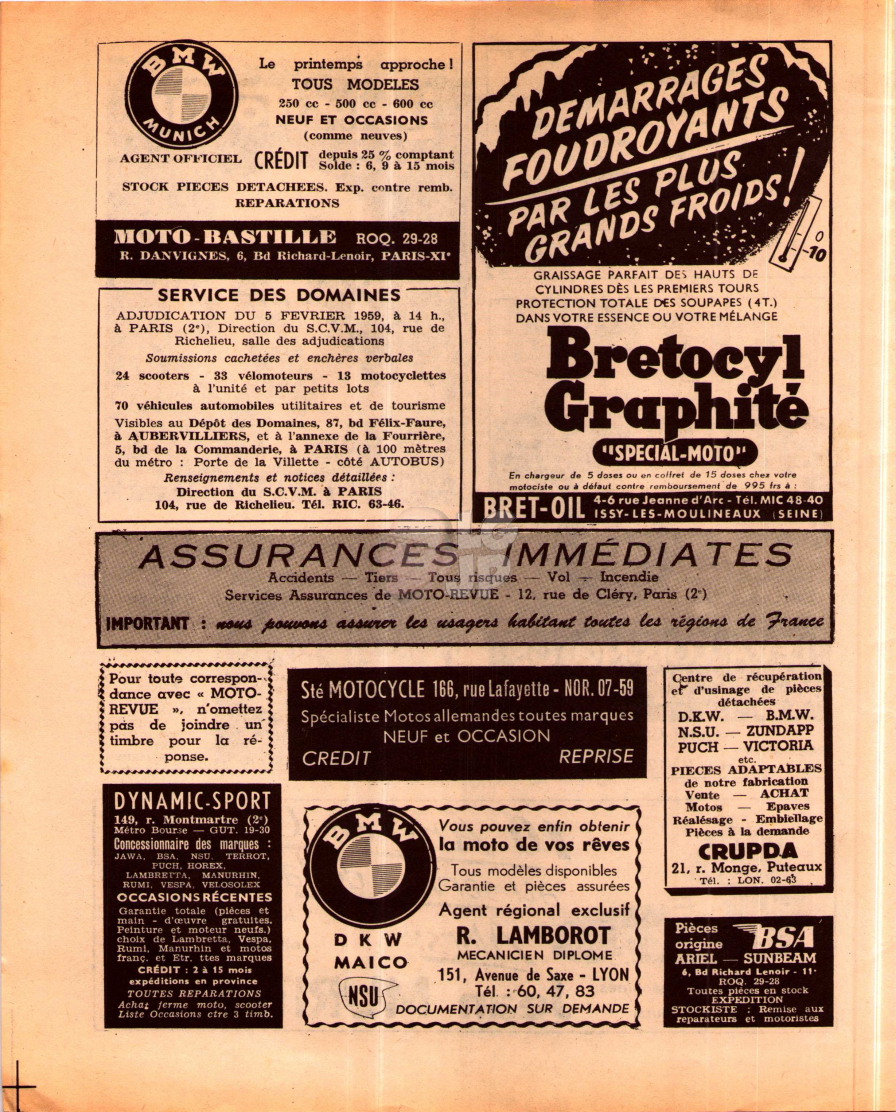 BMW
MUNICH
Le printemps approche !
TOUS MODELES
250 cc - 500 cc - 600 cc
NEUF ET OCCASIONS
(comme neuves)
AGENT OFFICIEL CRÉDIT depuis 25 % comptant
Solde : 6, 9 à 15 mois
STOCK PIECES DETACHEES. Exp. contre remb.
REPARATIONS
MOTO-BASTILLE ROQ. 29-28
R. DANVIGNES, 6, Bd Richard-Lenoir, PARIS-XIe
SERVICE DES DOMAINES
ADJUDICATION DU 5 FEVRIER 1959, à 14 h.,
à PARIS (2e), Direction du S.C.V.M., 104, rue de
Richelieu, salle des adjudications
Soumissions cachetées et enchères verbales
24 scooters - 33 vélomoteurs - 13 motocyclettes
à l'unité et par petits lots
70 véhicules automobiles utilitaires et de tourisme
Visibles au Dépôt des Domaines, 87, bd Félix-Faure,
à AUBERVILLIERS, et à l'annexe de la Fourrière,
5, bd de la Commanderie, à PARIS (à 100 mètres
du métro : Porte de la Villette - côté AUTOBUS)
Renseignements et notices détaillées :
Direction du S.C.V.M. à PARIS
104, rue de Richelieu. Tél. RIC. 63-46.
DEMARRAGES
FOUDROYANTS
PAR LES PLUS
GRANDS FROIDS !
0
-10
GRAISSAGE PARFAIT DES HAUTS DE
CYLINDRES DÈS LES PREMIERS TOURS
PROTECTION TOTALE DES SOUPAPES (4T.)
DANS VOTRE ESSENCE OU VOTRE MÉLANGE
Bretocyl
Graphité
"SPECIAL-MOTO"
En chargeur de 5 doses ou en coffret de 15 doses chez votre
motociste ou à défaut contre remboursement de 995 frs à :
BRET-OIL 4-6 rue Jeanne d'Arc - Tél. MIC 48-40
ISSY-LES-MOULINEAUX (SEINE)
ASSURANCES IMMÉDIATES
Accidents — Tiers — Tous risques — Vol — Incendie
Services Assurances de MOTO-REVUE - 12, rue de Cléry, Paris (2e)
IMPORTANT : nous pouvons assurer les usagers habitant toutes les régions de France
Pour toute correspon-
dance avec « MOTO-
REVUE », n'omettez
pas de joindre un
timbre pour la ré-
ponse.
Sté MOTOCYCLE 166, rue Lafayette - NOR. 07-59
Spécialiste Motos allemandes toutes marques
NEUF et OCCASION
CREDIT REPRISE
Centre de récupération
et d'usinage de pièces
détachées
D.K.W. — B.M.W.
N.S.U. — ZUNDAPP
PUCH — VICTORIA
etc.
PIECES ADAPTABLES
de notre fabrication
Vente — ACHAT
Motos — Epaves
Réalésage - Embiellage
Pièces à la demande
CRUPDA
21, r. Monge, Puteaux
Tél. : LON. 02-63
DYNAMIC-SPORT
149, r. Montmartre (2e)
Métro Bourse — GUT. 19-30
Concessionnaire des marques :
JAWA, BSA, NSU, TERROT,
PUCH, HOREX,
LAMBRETTA, MANURHIN,
RUMI, VESPA, VELOSOLEX
OCCASIONS RÉCENTES
Garantie totale (pièces et
main - d'œuvre gratuites.
Peinture et moteur neufs.)
choix de Lambretta, Vespa,
Rumi, Manurhin et motos
franç. et Etr. ttes marques
CRÉDIT : 2 à 15 mois
expéditions en province
TOUTES REPARATIONS
Achat ferme moto, scooter
Liste Occasions ctre 3 timb.
BMW
DKW
MAICO
NSU
Vous pouvez enfin obtenir
la moto de vos rêves
Tous modèles disponibles
Garantie et pièces assurées
Agent régional exclusif
R. LAMBOROT
MECANICIEN DIPLOME
151, Avenue de Saxe - LYON
Tél. : 60, 47, 83
DOCUMENTATION SUR DEMANDE
Pièces
origine BSA
ARIEL — SUNBEAM
6, Bd Richard Lenoir - 11e
ROQ. 29-28
Toutes pièces en stock
EXPEDITION
STOCKISTE : Remise aux
reparateurs et motoristes